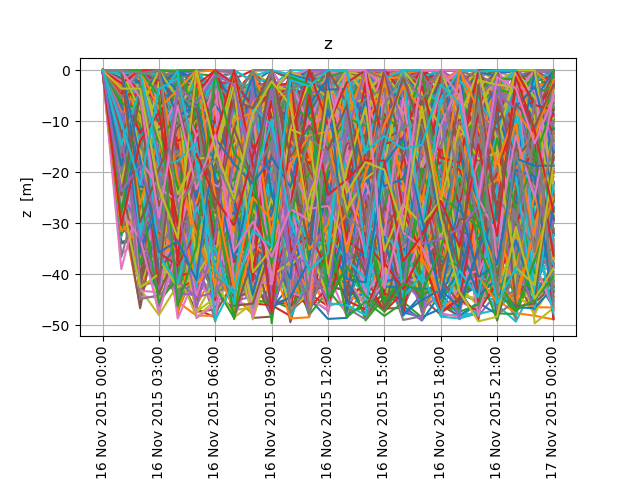 z
0
−10
−20
−30
−40
−50
z [m]
16 Nov 2015 00:00
16 Nov 2015 03:00
16 Nov 2015 06:00
16 Nov 2015 09:00
16 Nov 2015 12:00
16 Nov 2015 15:00
16 Nov 2015 18:00
16 Nov 2015 21:00
17 Nov 2015 00:00